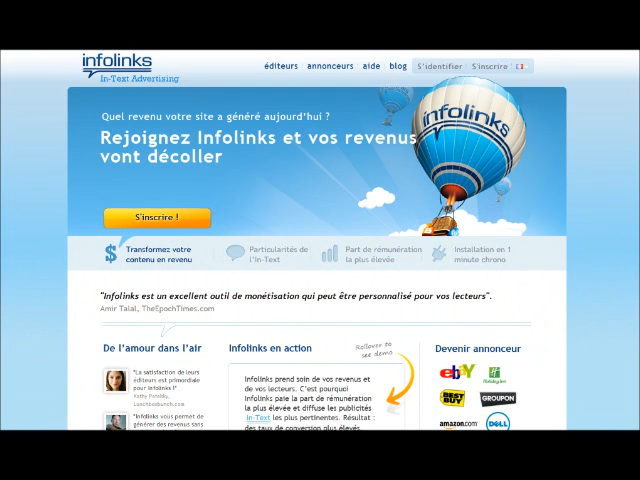 infolinks
In-Text Advertising
éditeurs annonceurs aide blog S'identifier S'inscrire !
Quel revenu votre site a généré aujourd'hui ?
Rejoignez Infolinks et vos revenus
vont décoller
infolinks
S'inscrire !
Transformez votre
contenu en revenu
Particularités de
l'In-Text
Part de rémunération
la plus élevée
Installation en 1
minute chrono
"Infolinks est un excellent outil de monétisation qui peut être personnalisé pour vos lecteurs".
Amir Talai, TheEpochTimes.com
De l'amour dans l'air
"La satisfaction de leurs
éditeurs est primordiale
pour Infolinks !"
Lunchboxbunch.com
"Infolinks vous permet de
générer des revenus sans
Infolinks en action
Rollover to
see demo
Infolinks prend soin de vos revenus et
de vos lecteurs. C'est pourquoi
Infolinks paie la part de rémunération
la plus élevée et diffuse les publicités
In-Text les plus pertinentes. Résultat :
des taux de conversion plus élevés
Devenir annonceur
ebay
Holiday Inn
BEST BUY
GROUPON
amazon.com
DELL